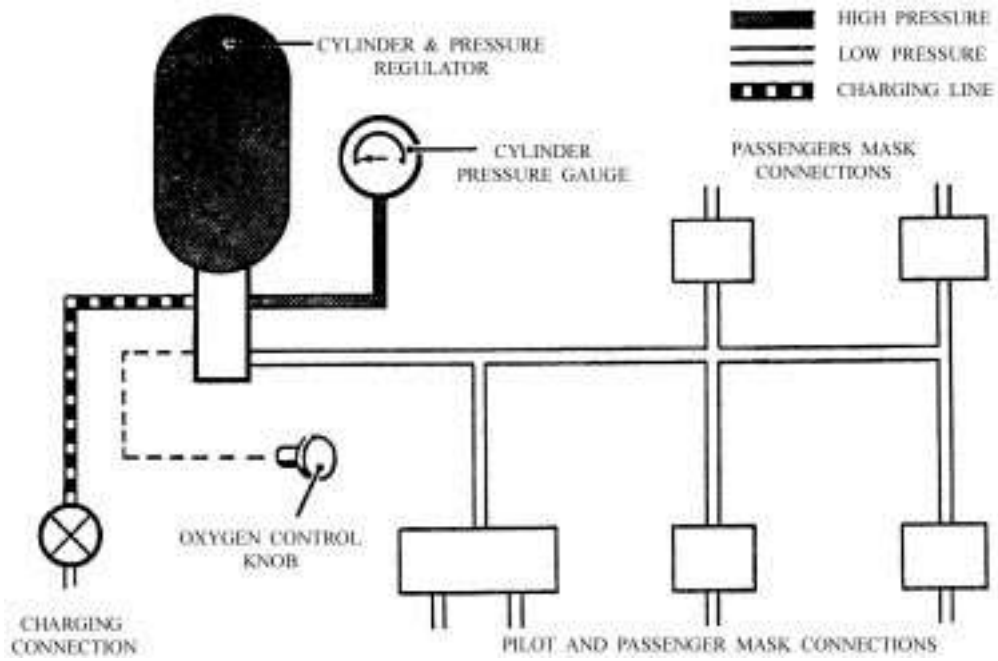 CYLINDER & PRESSURE
REGULATOR
HIGH PRESSURE
LOW PRESSURE
CHARGING LINE
CYLINDER
PRESSURE GAUGE
PASSENGERS MASK
CONNECTIONS
OXYGEN CONTROL
KNOB
CHARGING
CONNECTION
PILOT AND PASSENGER MASK CONNECTIONS